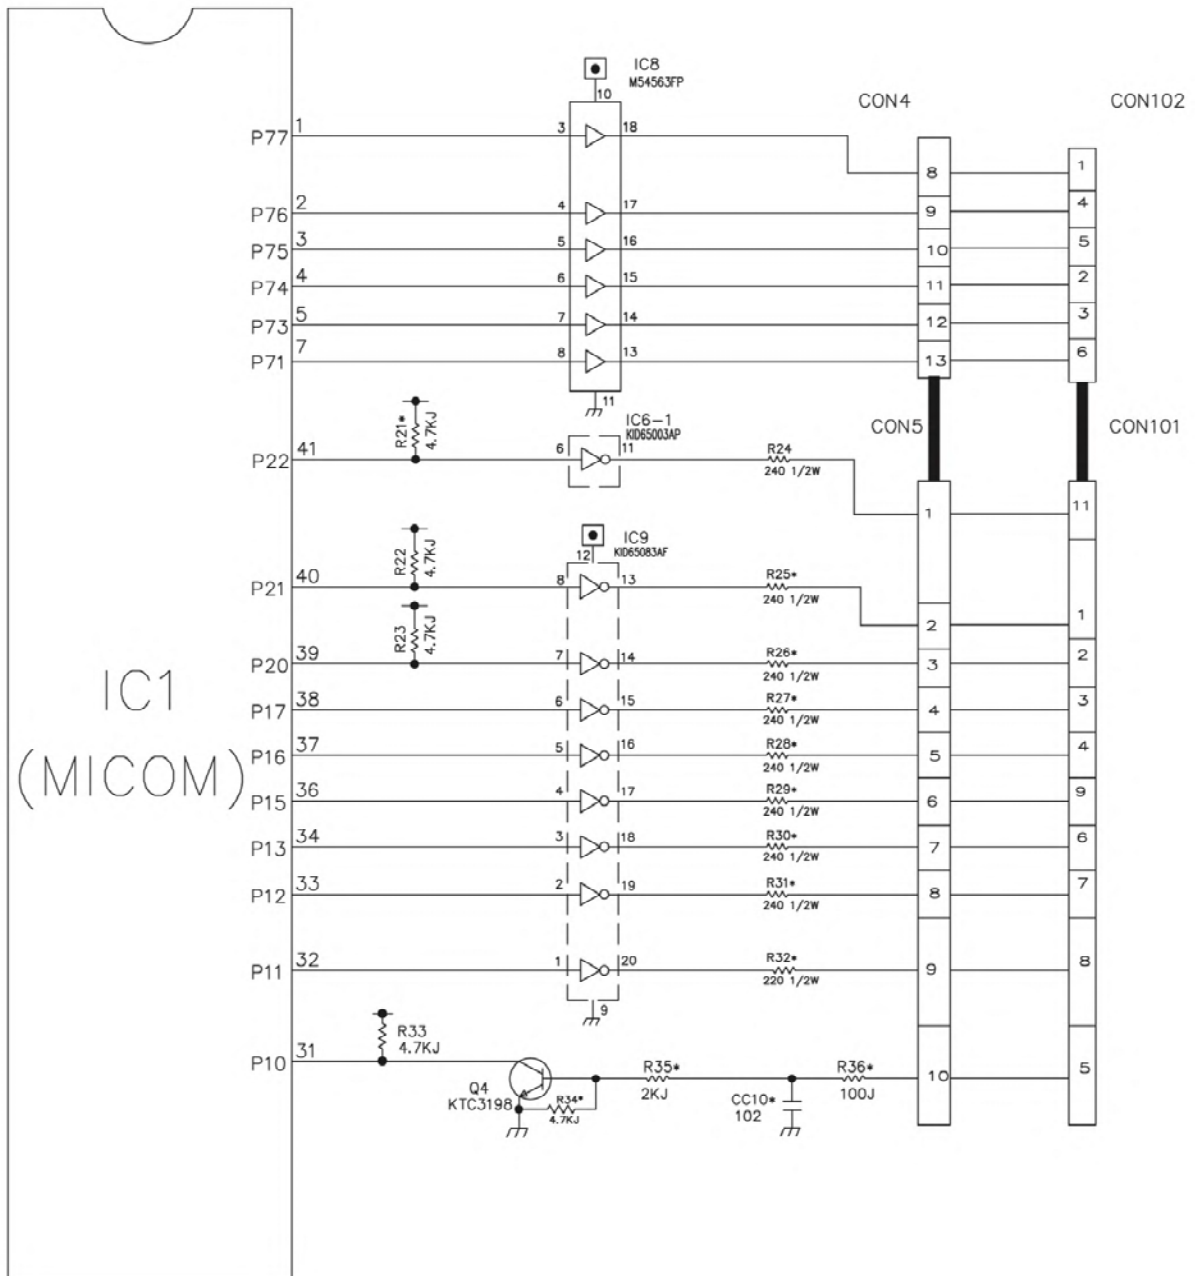 IC8
M54563FP
10
CON4
CON102
P77 1 3 18
8 1
P76 2 4 17 9 4
P75 3 5 16 10 5
P74 4 6 15 11 2
P73 5 7 14 12 3
P71 7 8 13 13 6
11
R21*
4.7KJ
IC6-1
KID65003AP
CON5
CON101
P22 41 6 11 R24
240 1/2W
1 11
R22
4.7KJ
IC9
KID65083AF
12
P21 40 8 13 R25*
240 1/2W
2 1
R23
4.7KJ
P20 39 7 14 R26* 3 2
240 1/2W
P17 38 6 15 R27* 4 3
240 1/2W
P16 37 5 16 R28* 5 4
240 1/2W
P15 36 4 17 R29* 6 9
240 1/2W
P13 34 3 18 R30* 7 6
240 1/2W
P12 33 2 19 R31* 8 7
240 1/2W
P11 32 1 20 R32* 9 8
220 1/2W
9
IC1
(MICOM)
R33
4.7KJ
P10 31
Q4
KTC3198
R34*
4.7KJ
R35*
2KJ
CC10*
102
R36*
100J
10 5